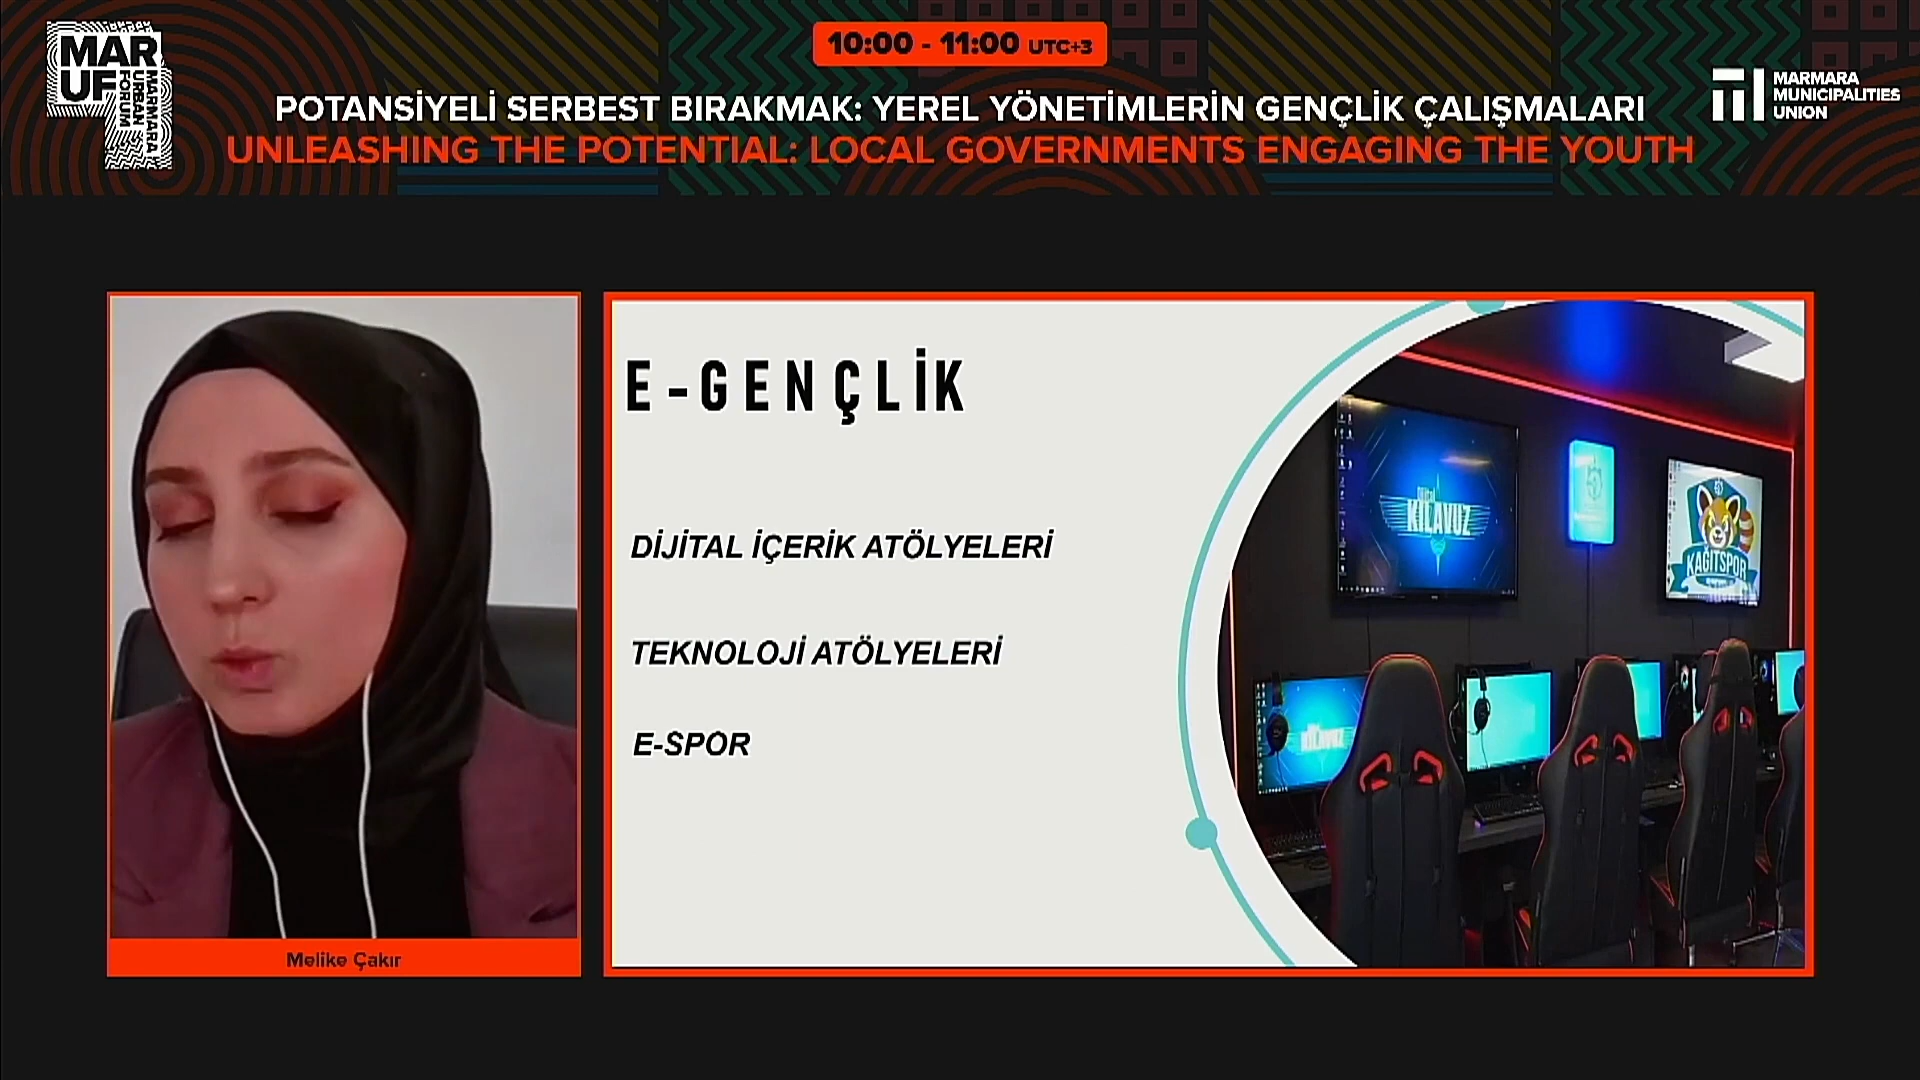 MAR
UF
MARMARA
URBAN
FORUM
10:00 - 11:00 UTC+3
POTANSİYELİ SERBEST BIRAKMAK: YEREL YÖNETİMLERİN GENÇLİK ÇALIŞMALARI
UNLEASHING THE POTENTIAL: LOCAL GOVERNMENTS ENGAGING THE YOUTH
MARMARA
MUNICIPALITIES
UNION
E-GENÇLİK
DİJİTAL İÇERİK ATÖLYELERİ
TEKNOLOJİ ATÖLYELERİ
E-SPOR
KILAVUZ
KAĞITSPOR
KILAVUZ
Melike Çakır